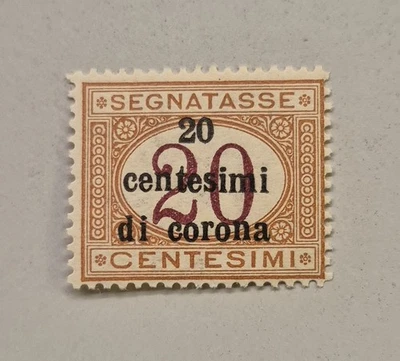 SEGNATASSE
20
centesimi
20
di corona
CENTESIMI